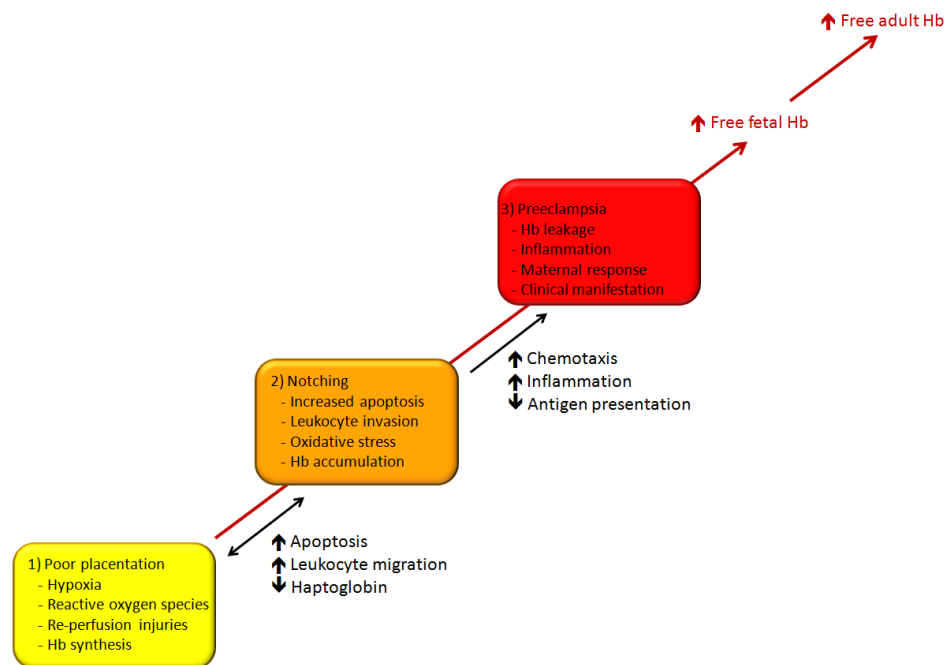 🡹 Free adult Hb
🡹 Free fetal Hb
3) Preeclampsia
- Hb leakage
- Inflammation
- Maternal response
- Clinical manifestation
🡹 Chemotaxis
🡹 Inflammation
🡻 Antigen presentation
2) Notching
- Increased apoptosis
- Leukocyte invasion
- Oxidative stress
- Hb accumulation
🡹 Apoptosis
🡹 Leukocyte migration
🡻 Haptoglobin
1) Poor placentation
- Hypoxia
- Reactive oxygen species
- Re-perfusion injuries
- Hb synthesis